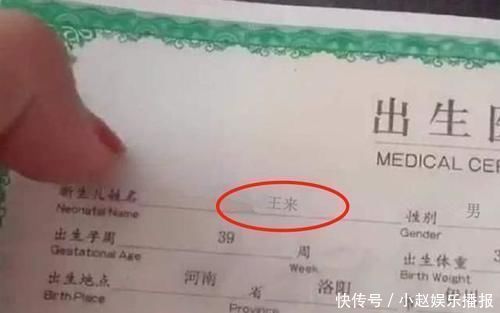 出生
MEDICAL CER
新生儿姓名 王来 性别 男
Neonatal Name Gender
出生孕周 39 周 出生体重
Gestational Age Week Birth Weight
出生地点 河南 省 洛阳
Birth Place Province
快传号 / 小赵娱乐播报